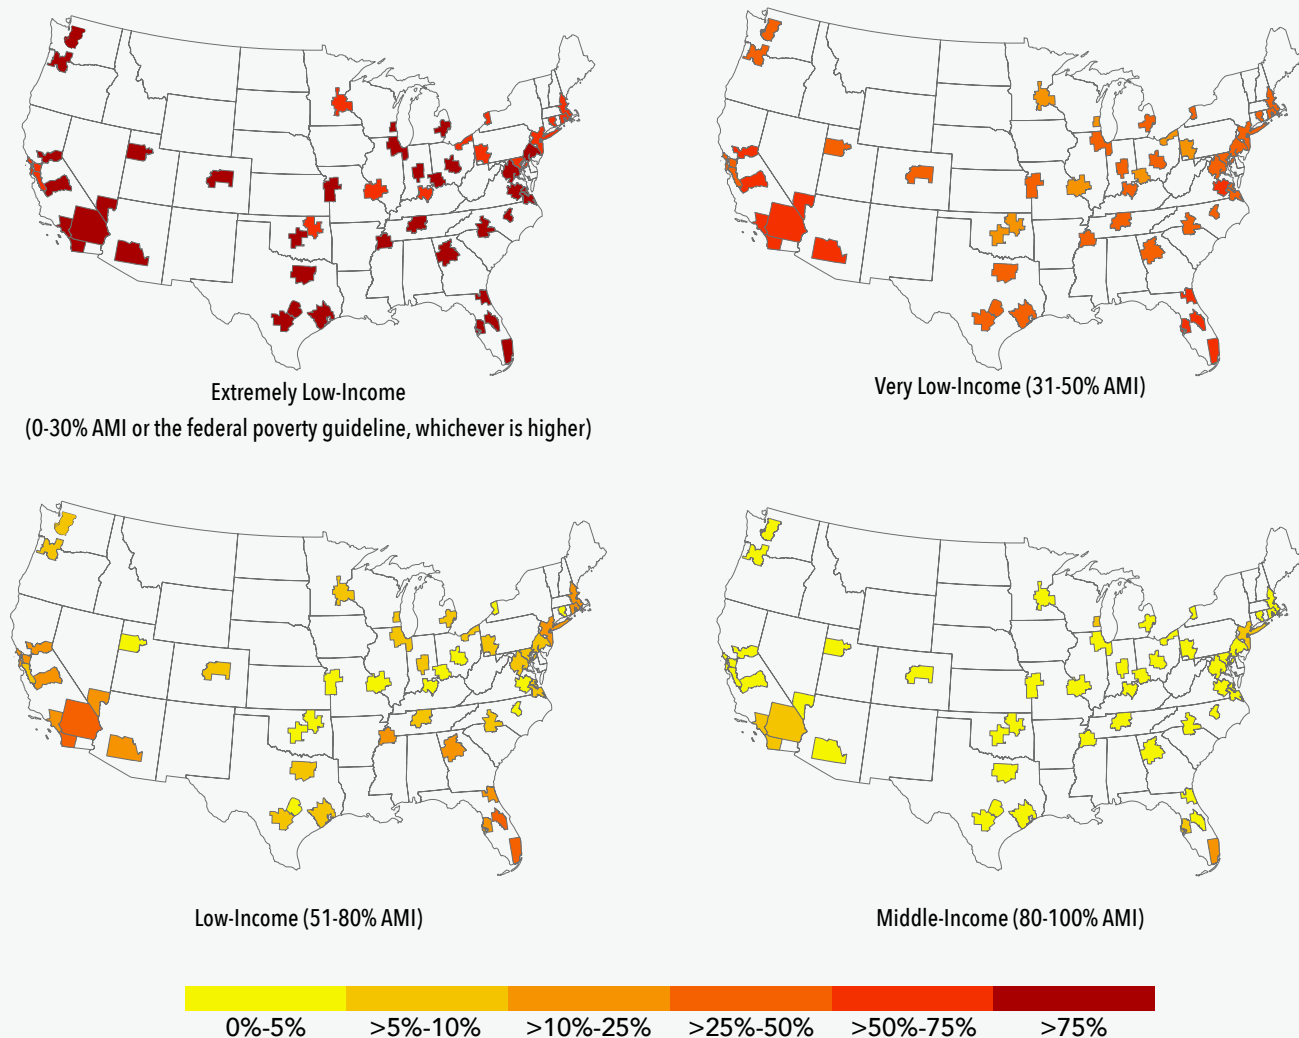 Extremely Low-Income
(0-30% AMI or the federal poverty guideline, whichever is higher)
Very Low-Income (31-50% AMI)
Low-Income (51-80% AMI)
Middle-Income (80-100% AMI)
0%-5% >5%-10% >10%-25% >25%-50% >50%-75% >75%